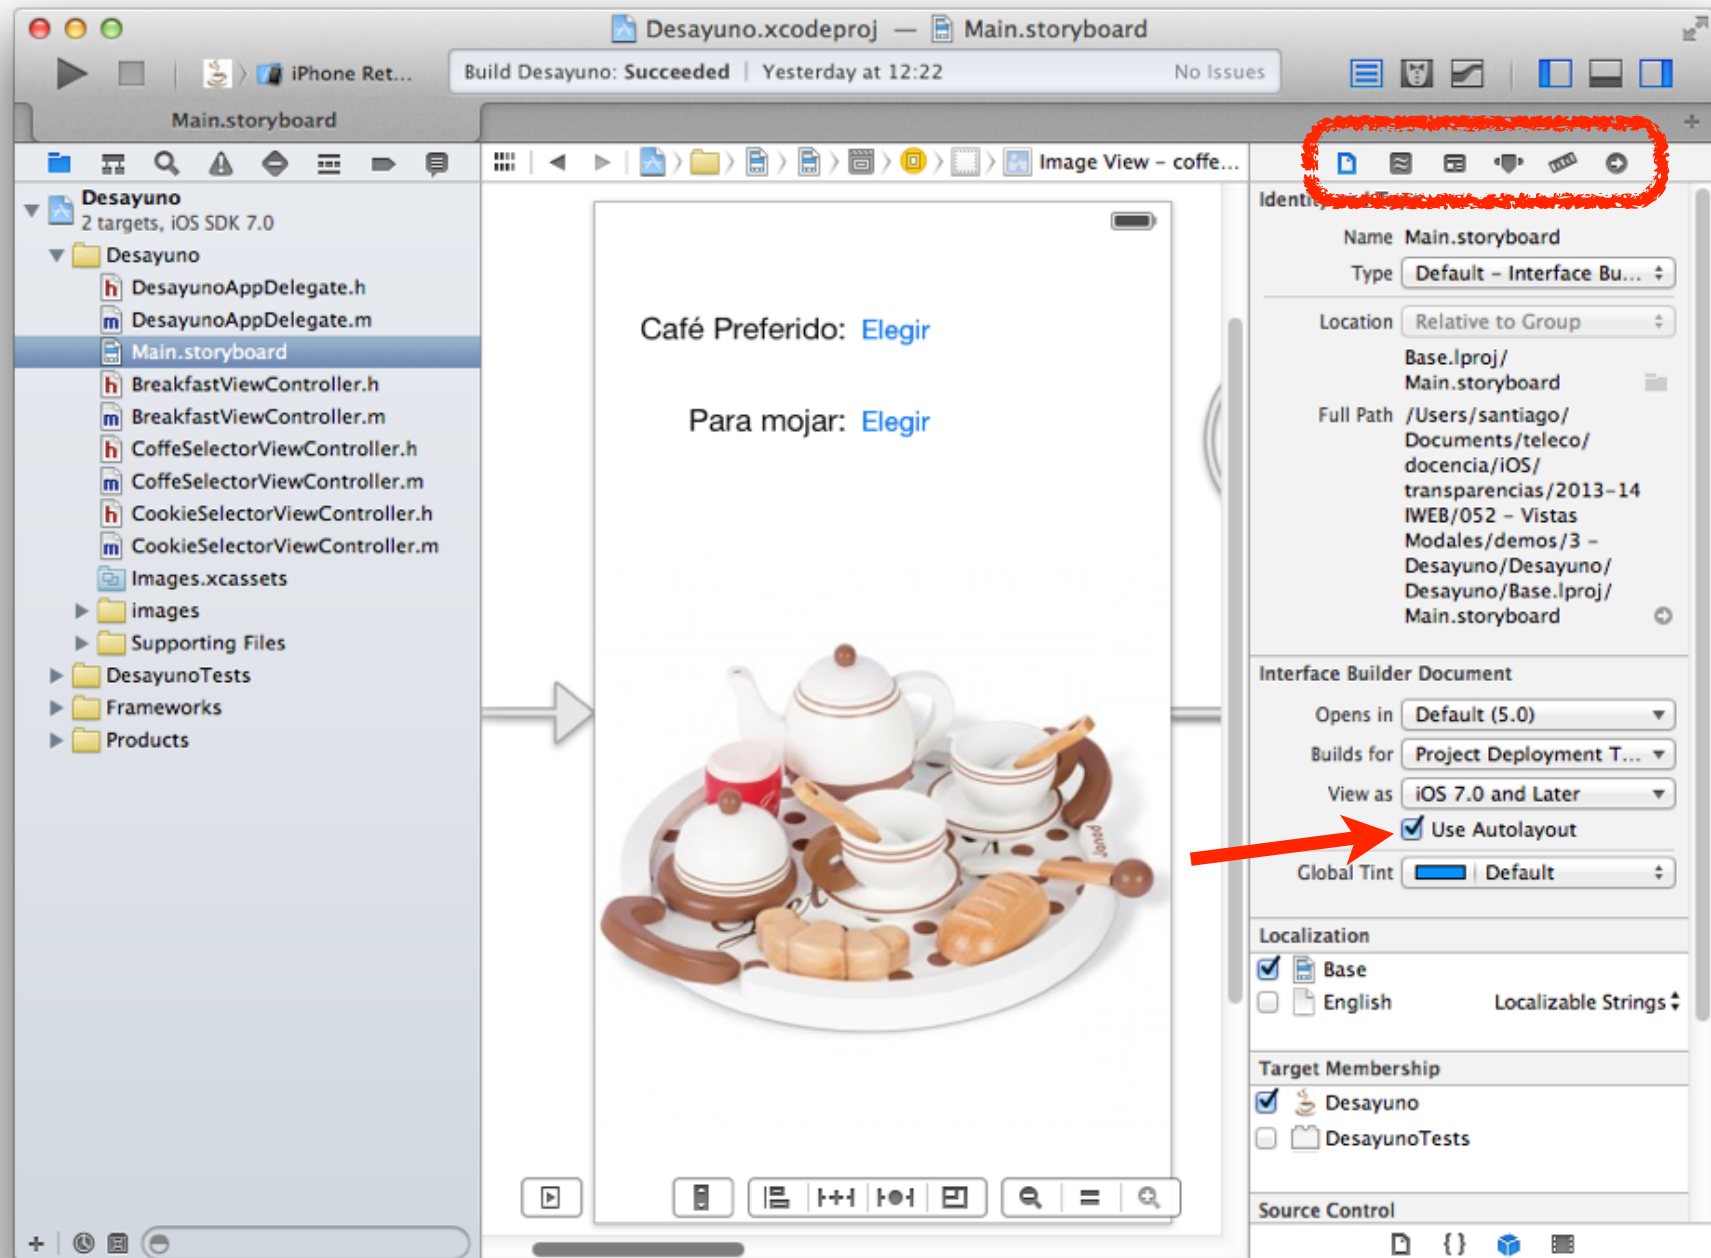 Desayuno.xcodeproj — Main.storyboard
iPhone Ret...
Build Desayuno: Succeeded | Yesterday at 12:22
No Issues
Main.storyboard
Image View – coffe...
Desayuno
2 targets, iOS SDK 7.0
Desayuno
DesayunoAppDelegate.h
DesayunoAppDelegate.m
Main.storyboard
BreakfastViewController.h
BreakfastViewController.m
CoffeSelectorViewController.h
CoffeSelectorViewController.m
CookieSelectorViewController.h
CookieSelectorViewController.m
Images.xcassets
images
Supporting Files
DesayunoTests
Frameworks
Products
Café Preferido: Elegir
Para mojar: Elegir
Janod
Name Main.storyboard
Type Default – Interface Bu...
Location Relative to Group
Base.lproj/
Main.storyboard
Full Path /Users/santiago/
Documents/teleco/
docencia/iOS/
transparencias/2013-14
IWEB/052 – Vistas
Modales/demos/3 –
Desayuno/Desayuno/
Desayuno/Base.lproj/
Main.storyboard
Interface Builder Document
Opens in Default (5.0)
Builds for Project Deployment T...
View as iOS 7.0 and Later
Use Autolayout
Global Tint Default
Localization
Base
English Localizable Strings
Target Membership
Desayuno
DesayunoTests
Source Control